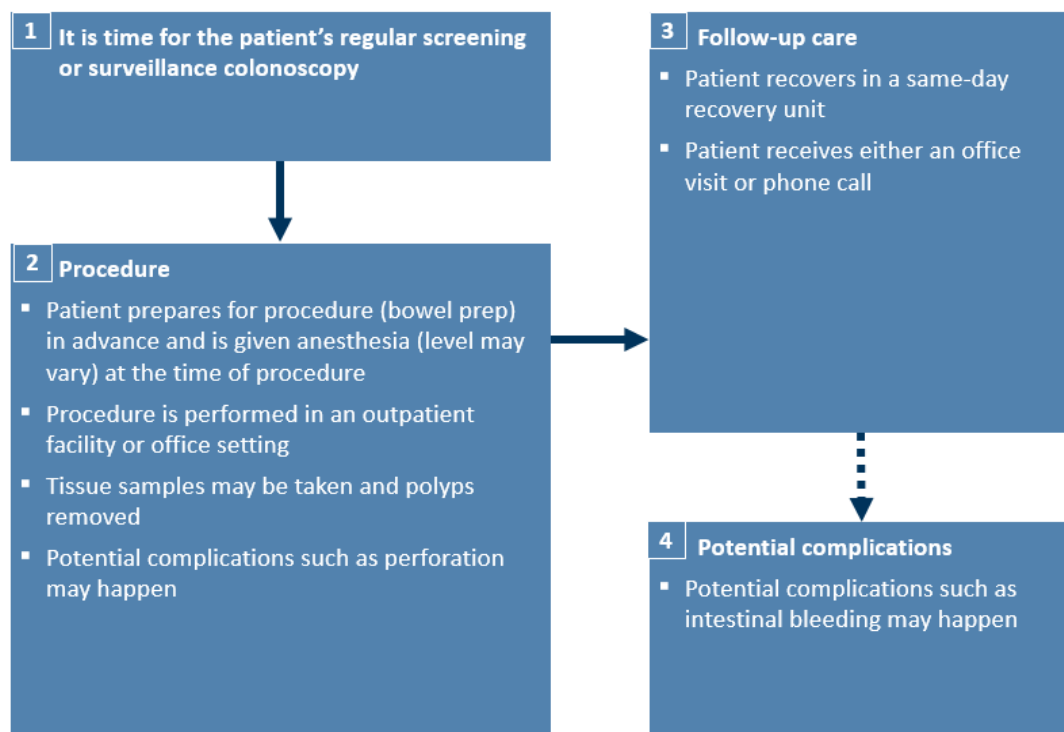 1 It is time for the patient’s regular screening
or surveillance colonoscopy
2 Procedure
▪ Patient prepares for procedure (bowel prep)
in advance and is given anesthesia (level may
vary) at the time of procedure
▪ Procedure is performed in an outpatient
facility or office setting
▪ Tissue samples may be taken and polyps
removed
▪ Potential complications such as perforation
may happen
3 Follow-up care
▪ Patient recovers in a same-day
recovery unit
▪ Patient receives either an office
visit or phone call
4 Potential complications
▪ Potential complications such as
intestinal bleeding may happen